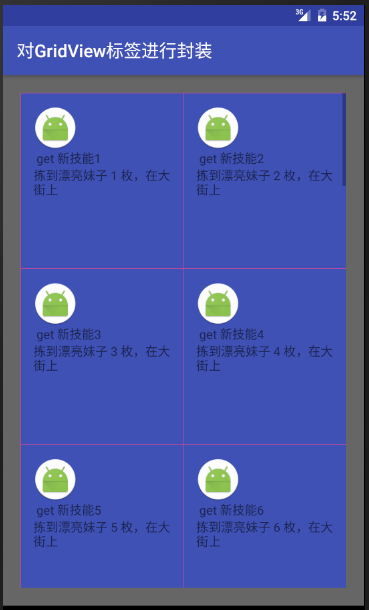 3G 5:52
对GridView标签进行封装
get 新技能1
拣到漂亮妹子 1 枚，在大
街上
get 新技能2
拣到漂亮妹子 2 枚，在大
街上
get 新技能3
拣到漂亮妹子 3 枚，在大
街上
get 新技能4
拣到漂亮妹子 4 枚，在大
街上
get 新技能5
拣到漂亮妹子 5 枚，在大
街上
get 新技能6
拣到漂亮妹子 6 枚，在大
街上